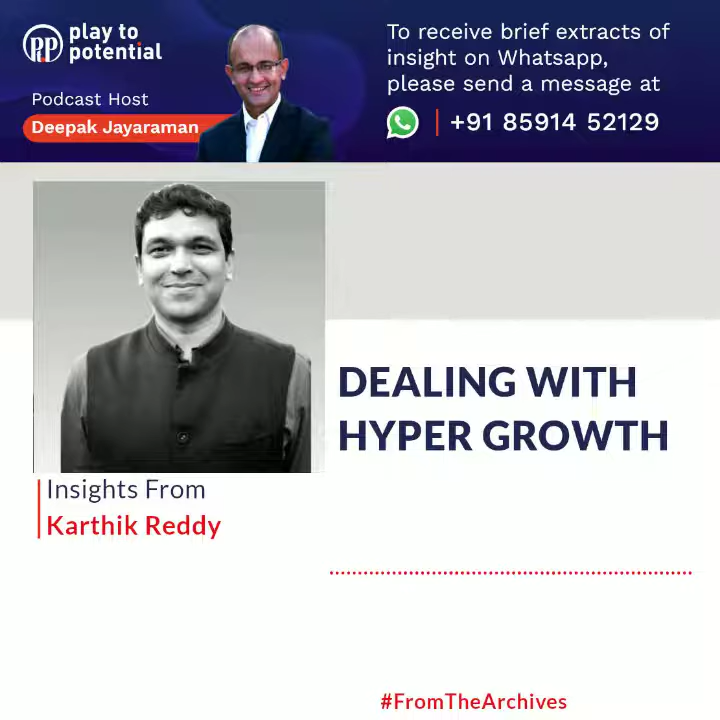 play to
potential
Podcast Host
Deepak Jayaraman
To receive brief extracts of
insight on Whatsapp,
please send a message at
+91 85914 52129
DEALING WITH
HYPER GROWTH
Insights From
Karthik Reddy
#FromTheArchives